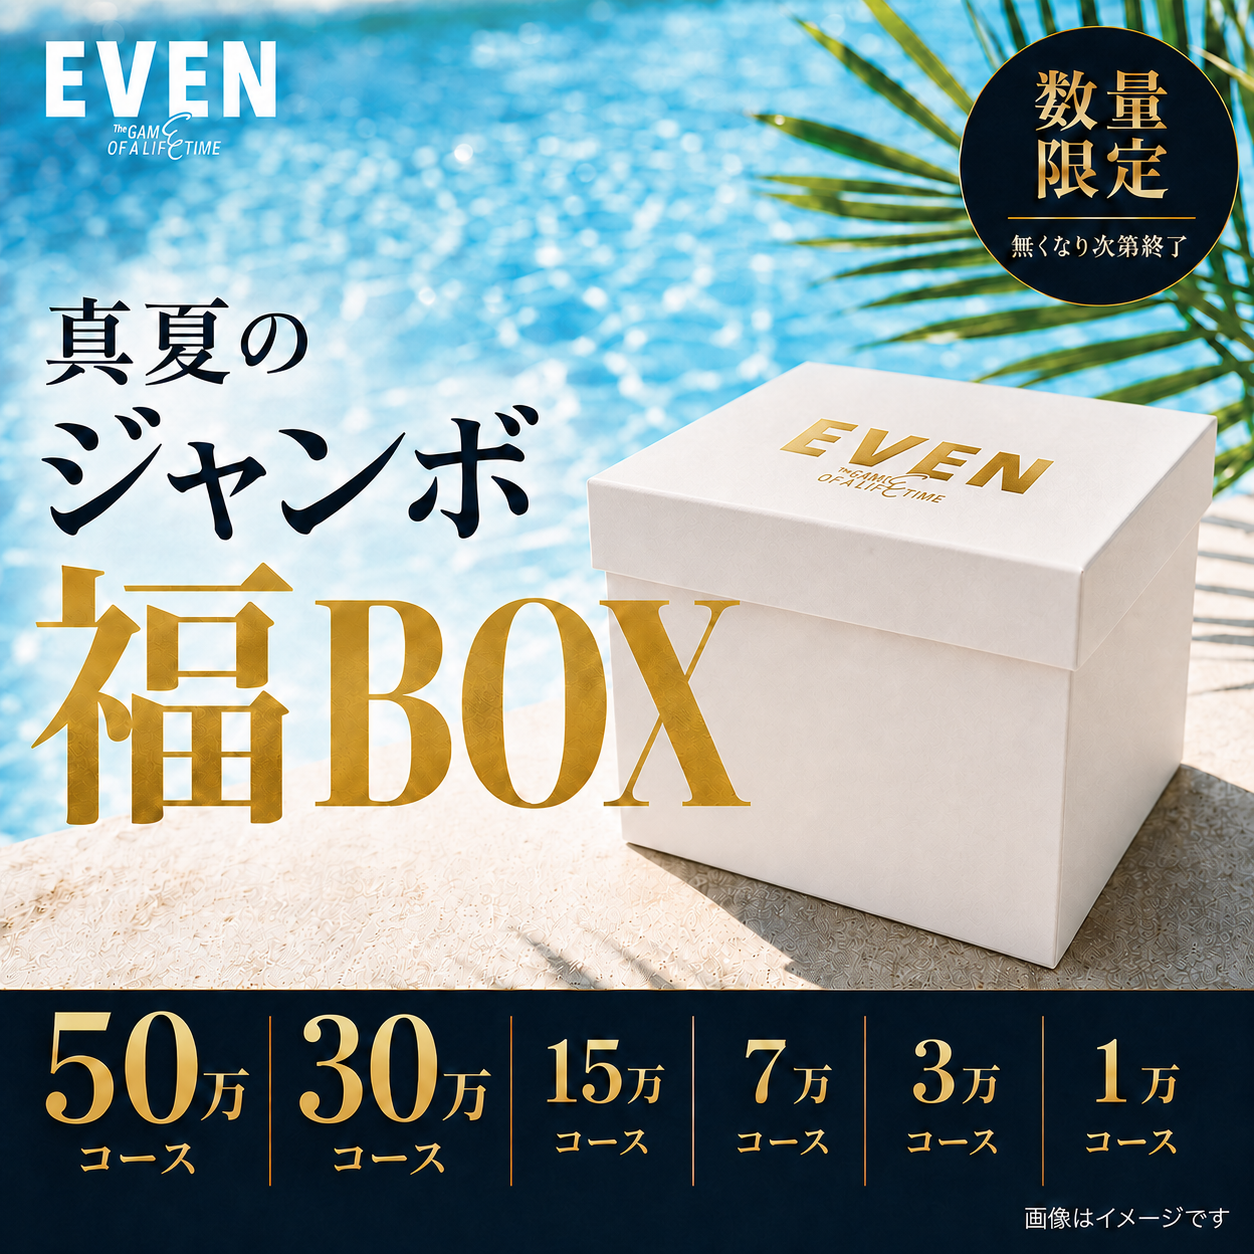 EVEN
The GAME
OF A LIFETIME
数量
限定
無くなり次第終了
真夏の
ジャンボ
福BOX
EVEN
The GAME
OF A LIFETIME
50万
コース
30万
コース
15万
コース
7万
コース
3万
コース
1万
コース
画像はイメージです